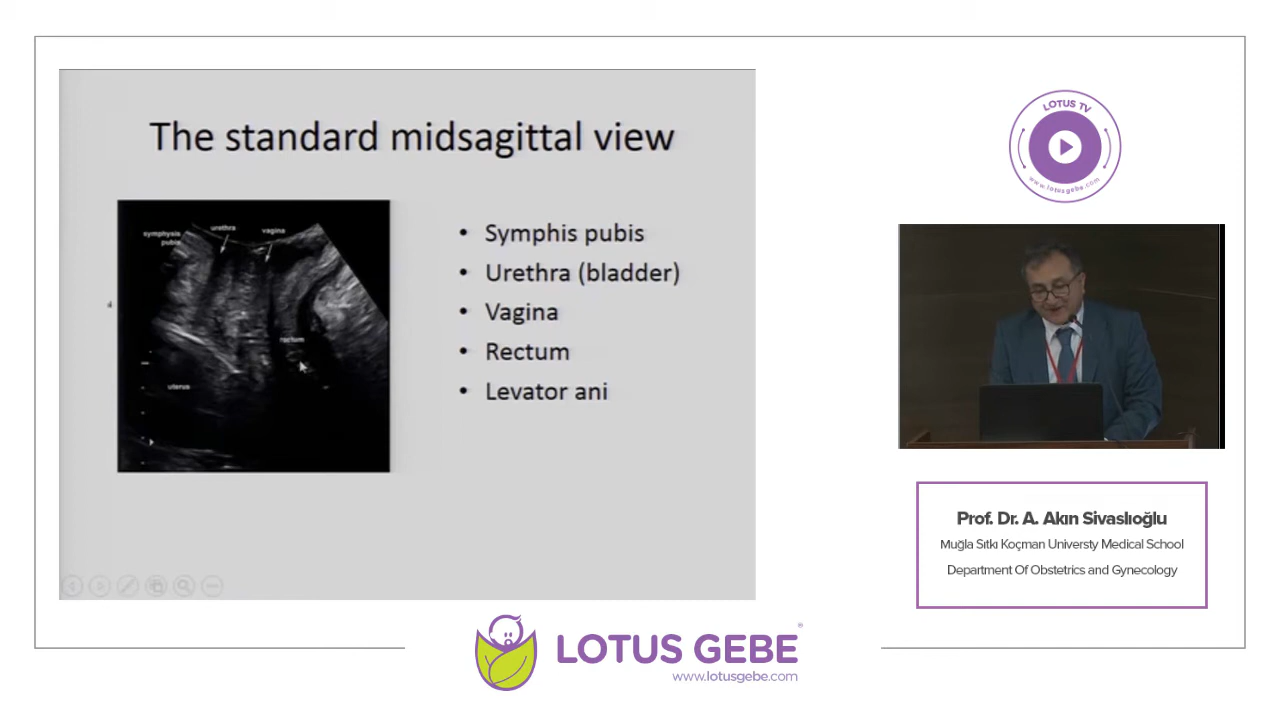 The standard midsagittal view
symphysis
pubis
urethra
vagina
rectum
uterus
• Symphis pubis
• Urethra (bladder)
• Vagina
• Rectum
• Levator ani
LOTUS TV
www.lotusgebe.com
Prof. Dr. A. Akın Sivaslıoğlu
Muğla Sıtkı Koçman Universty Medical School
Department Of Obstetrics and Gynecology
LOTUS GEBE
www.lotusgebe.com